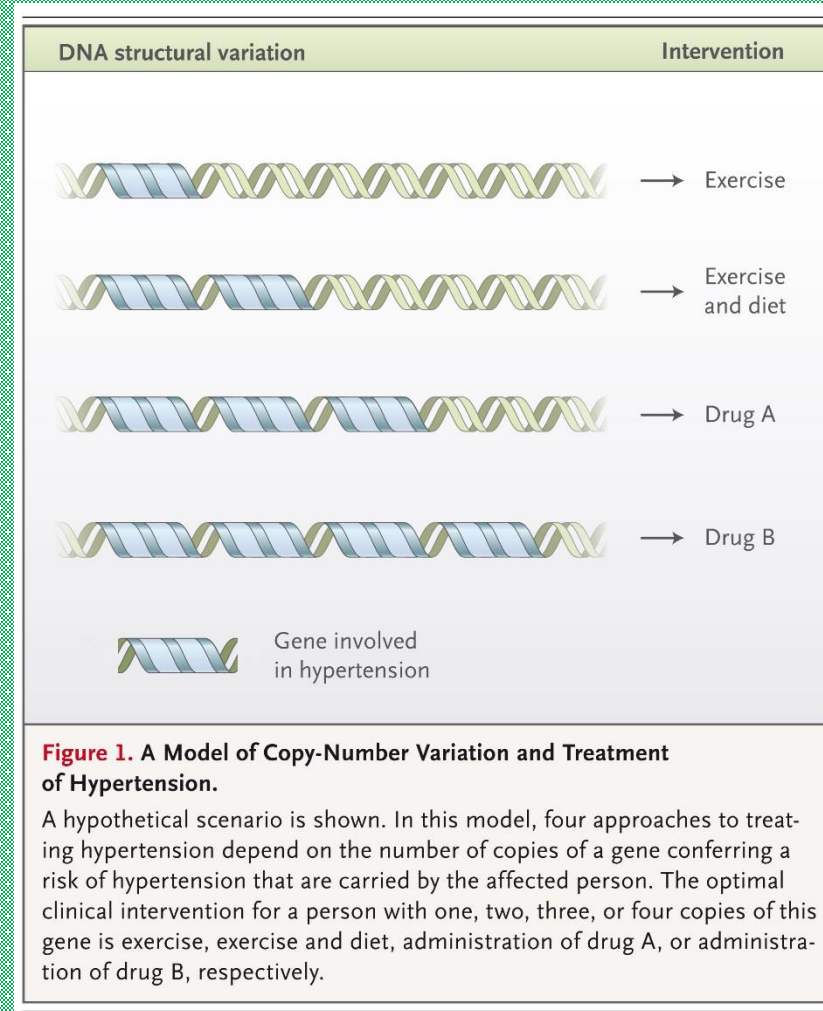 DNA structural variation Intervention
Exercise
Exercise
and diet
Drug A
Drug B
Gene involved
in hypertension
Figure 1. A Model of Copy-Number Variation and Treatment
of Hypertension.
A hypothetical scenario is shown. In this model, four approaches to treat-
ing hypertension depend on the number of copies of a gene conferring a
risk of hypertension that are carried by the affected person. The optimal
clinical intervention for a person with one, two, three, or four copies of this
gene is exercise, exercise and diet, administration of drug A, or administra-
tion of drug B, respectively.